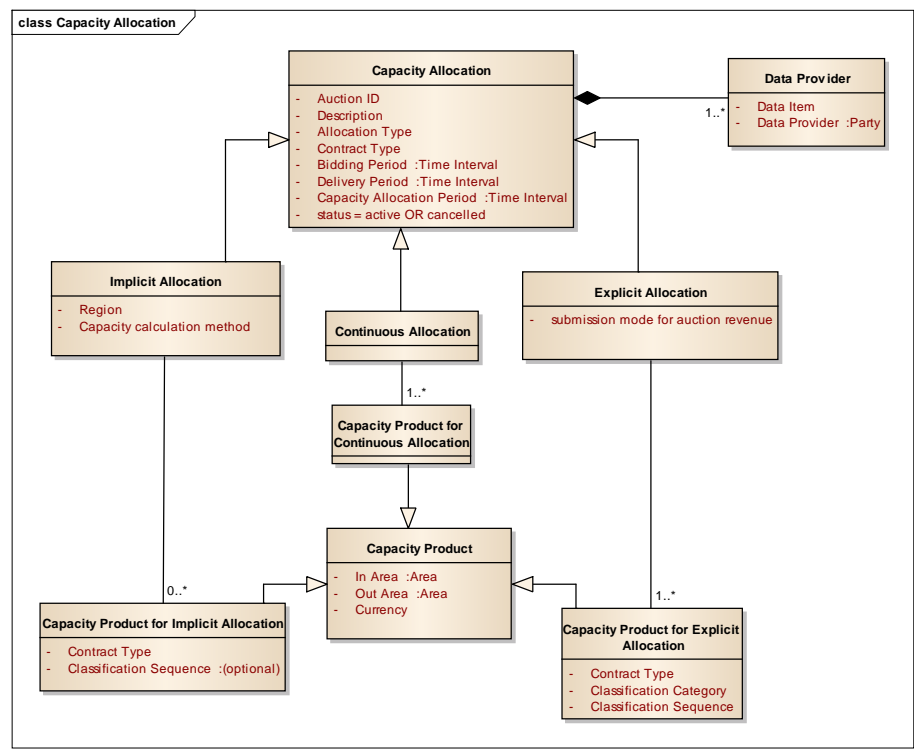 class Capacity Allocation
Capacity Allocation
- Auction ID
- Description
- Allocation Type
- Contract Type
- Bidding Period :Time Interval
- Delivery Period :Time Interval
- Capacity Allocation Period :Time Interval
- status = active OR cancelled
Data Provider
- Data Item
- Data Provider :Party
1..*
Implicit Allocation
- Region
- Capacity calculation method
Continuous Allocation
Explicit Allocation
- submission mode for auction revenue
1..*
Capacity Product for
Continuous Allocation
Capacity Product
- In Area :Area
- Out Area :Area
- Currency
0..*
Capacity Product for Implicit Allocation
- Contract Type
- Classification Sequence :(optional)
1..*
Capacity Product for Explicit
Allocation
- Contract Type
- Classification Category
- Classification Sequence